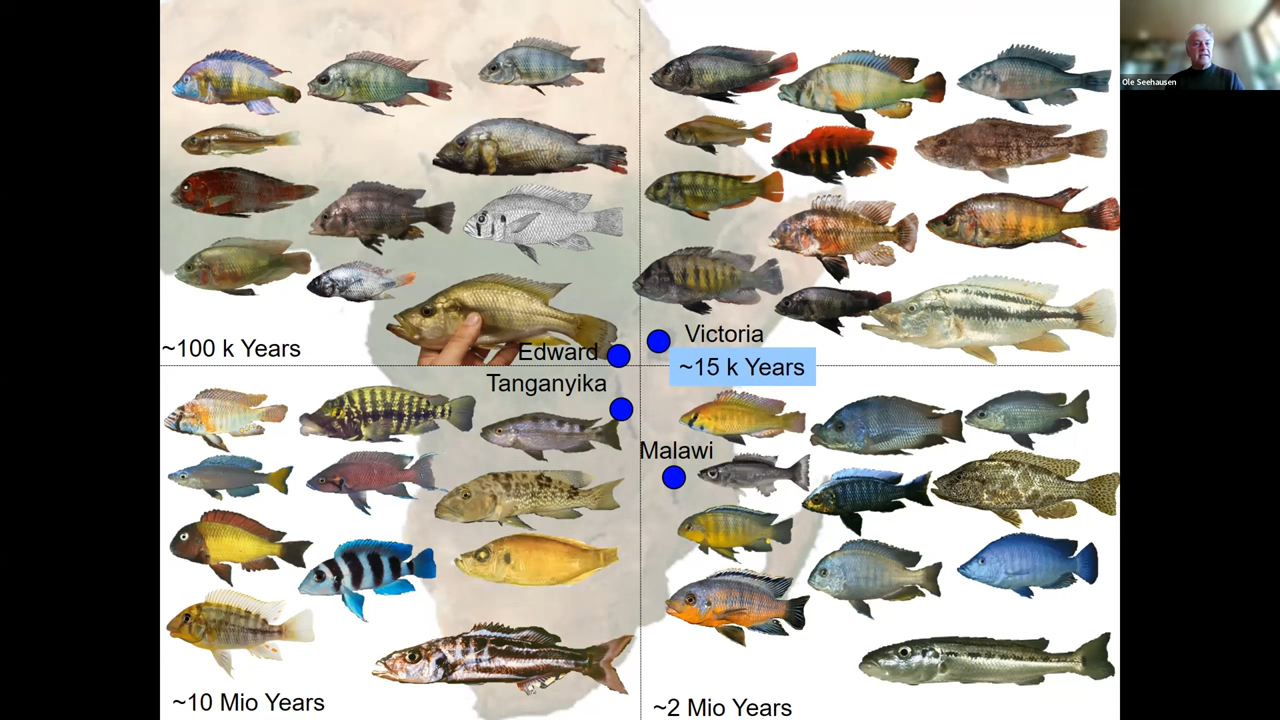 Ole Seehausen
~100 k Years
Edward
Victoria
~15 k Years
Tanganyika
Malawi
~10 Mio Years
~2 Mio Years